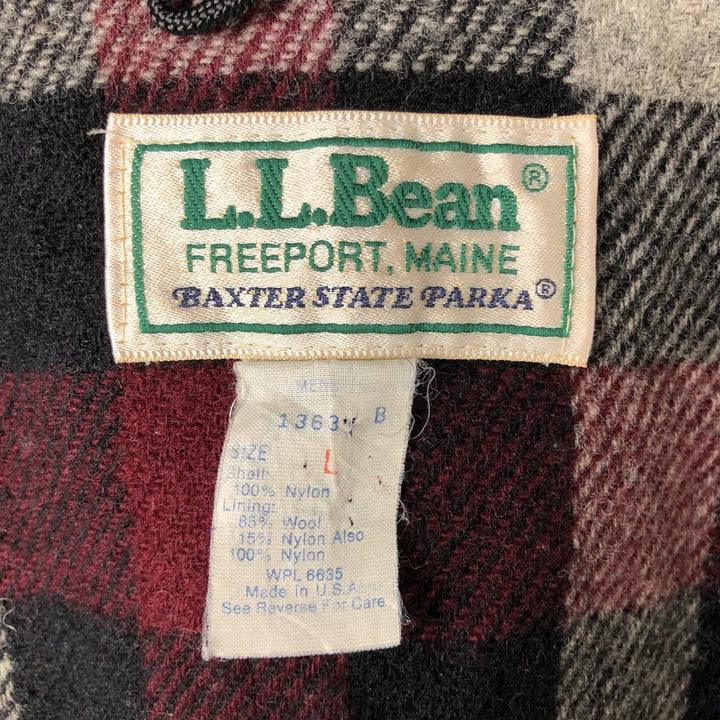 L.L.Bean®
FREEPORT, MAINE
BAXTER STATE PARKA®
B
SIZE L
Shell:
100% Nylon
Lining:
85% Wool
15% Nylon Also
100% Nylon
WPL 6635
Made in U.S.A
See Reverse For Care